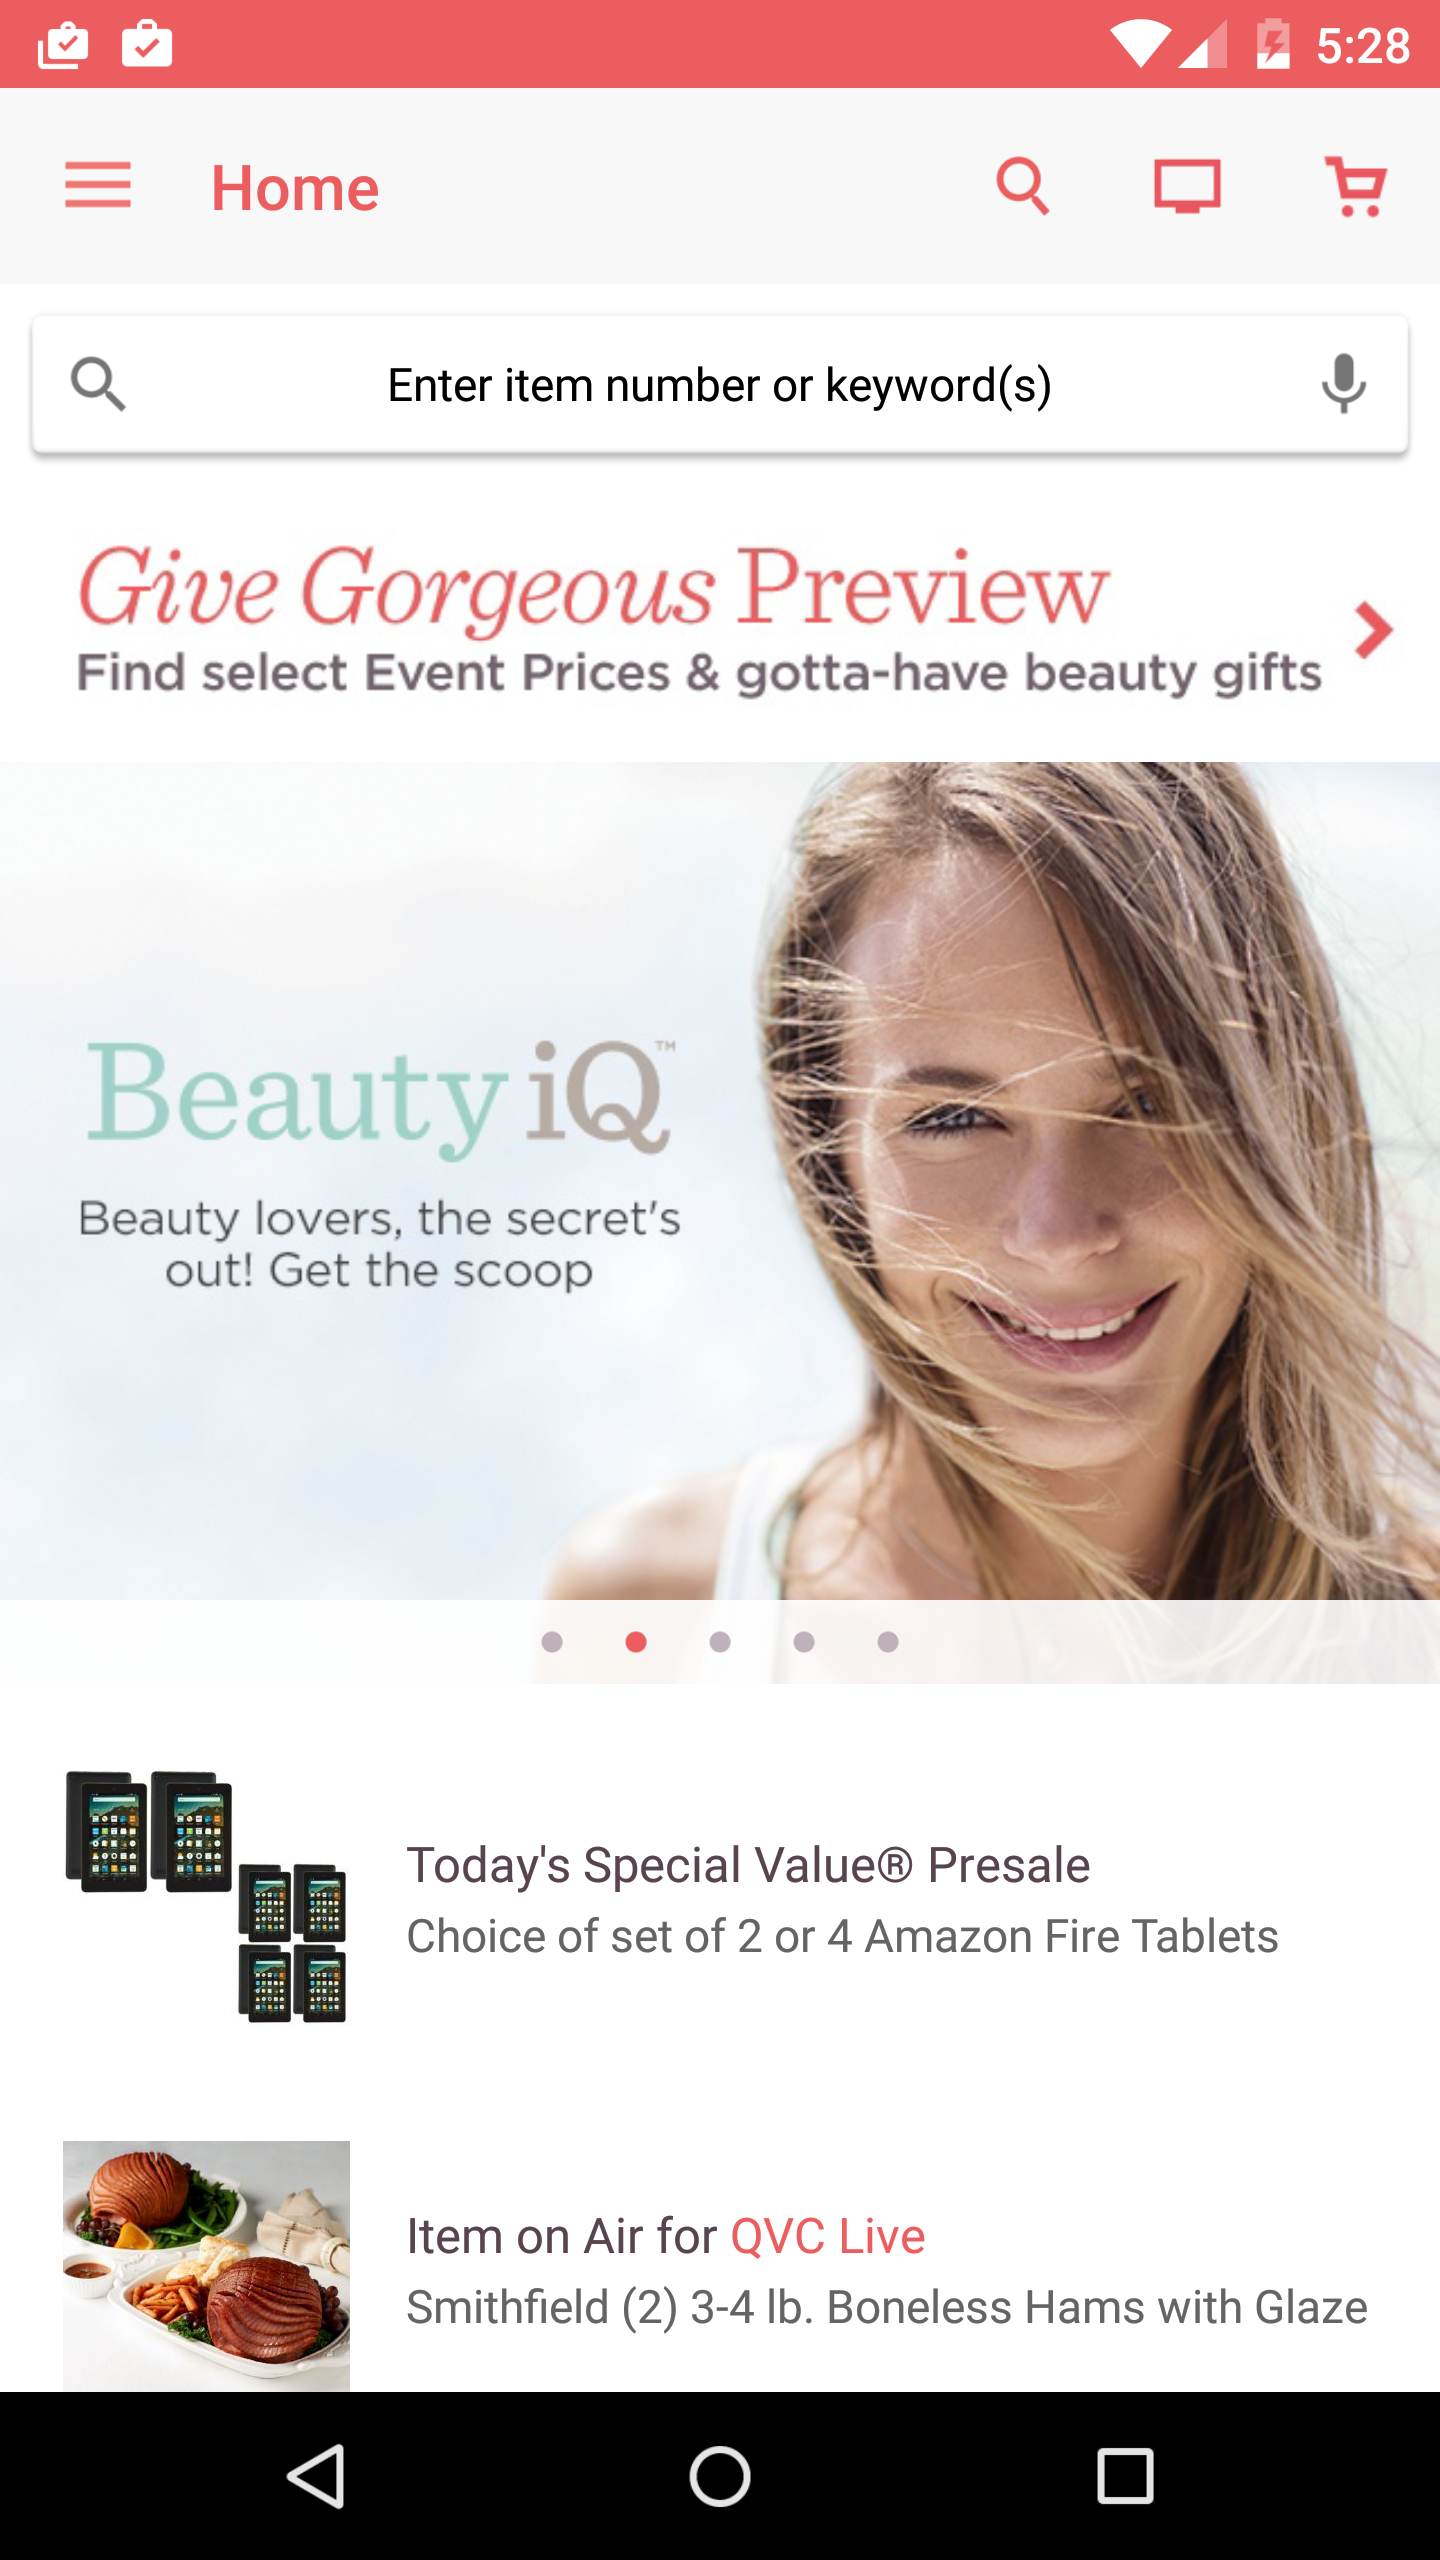 5:28
Home
Enter item number or keyword(s)
Give Gorgeous Preview
Find select Event Prices & gotta-have beauty gifts
Beauty iQ™
Beauty lovers, the secret's
out! Get the scoop
Today's Special Value® Presale
Choice of set of 2 or 4 Amazon Fire Tablets
Item on Air for QVC Live
Smithfield (2) 3-4 lb. Boneless Hams with Glaze